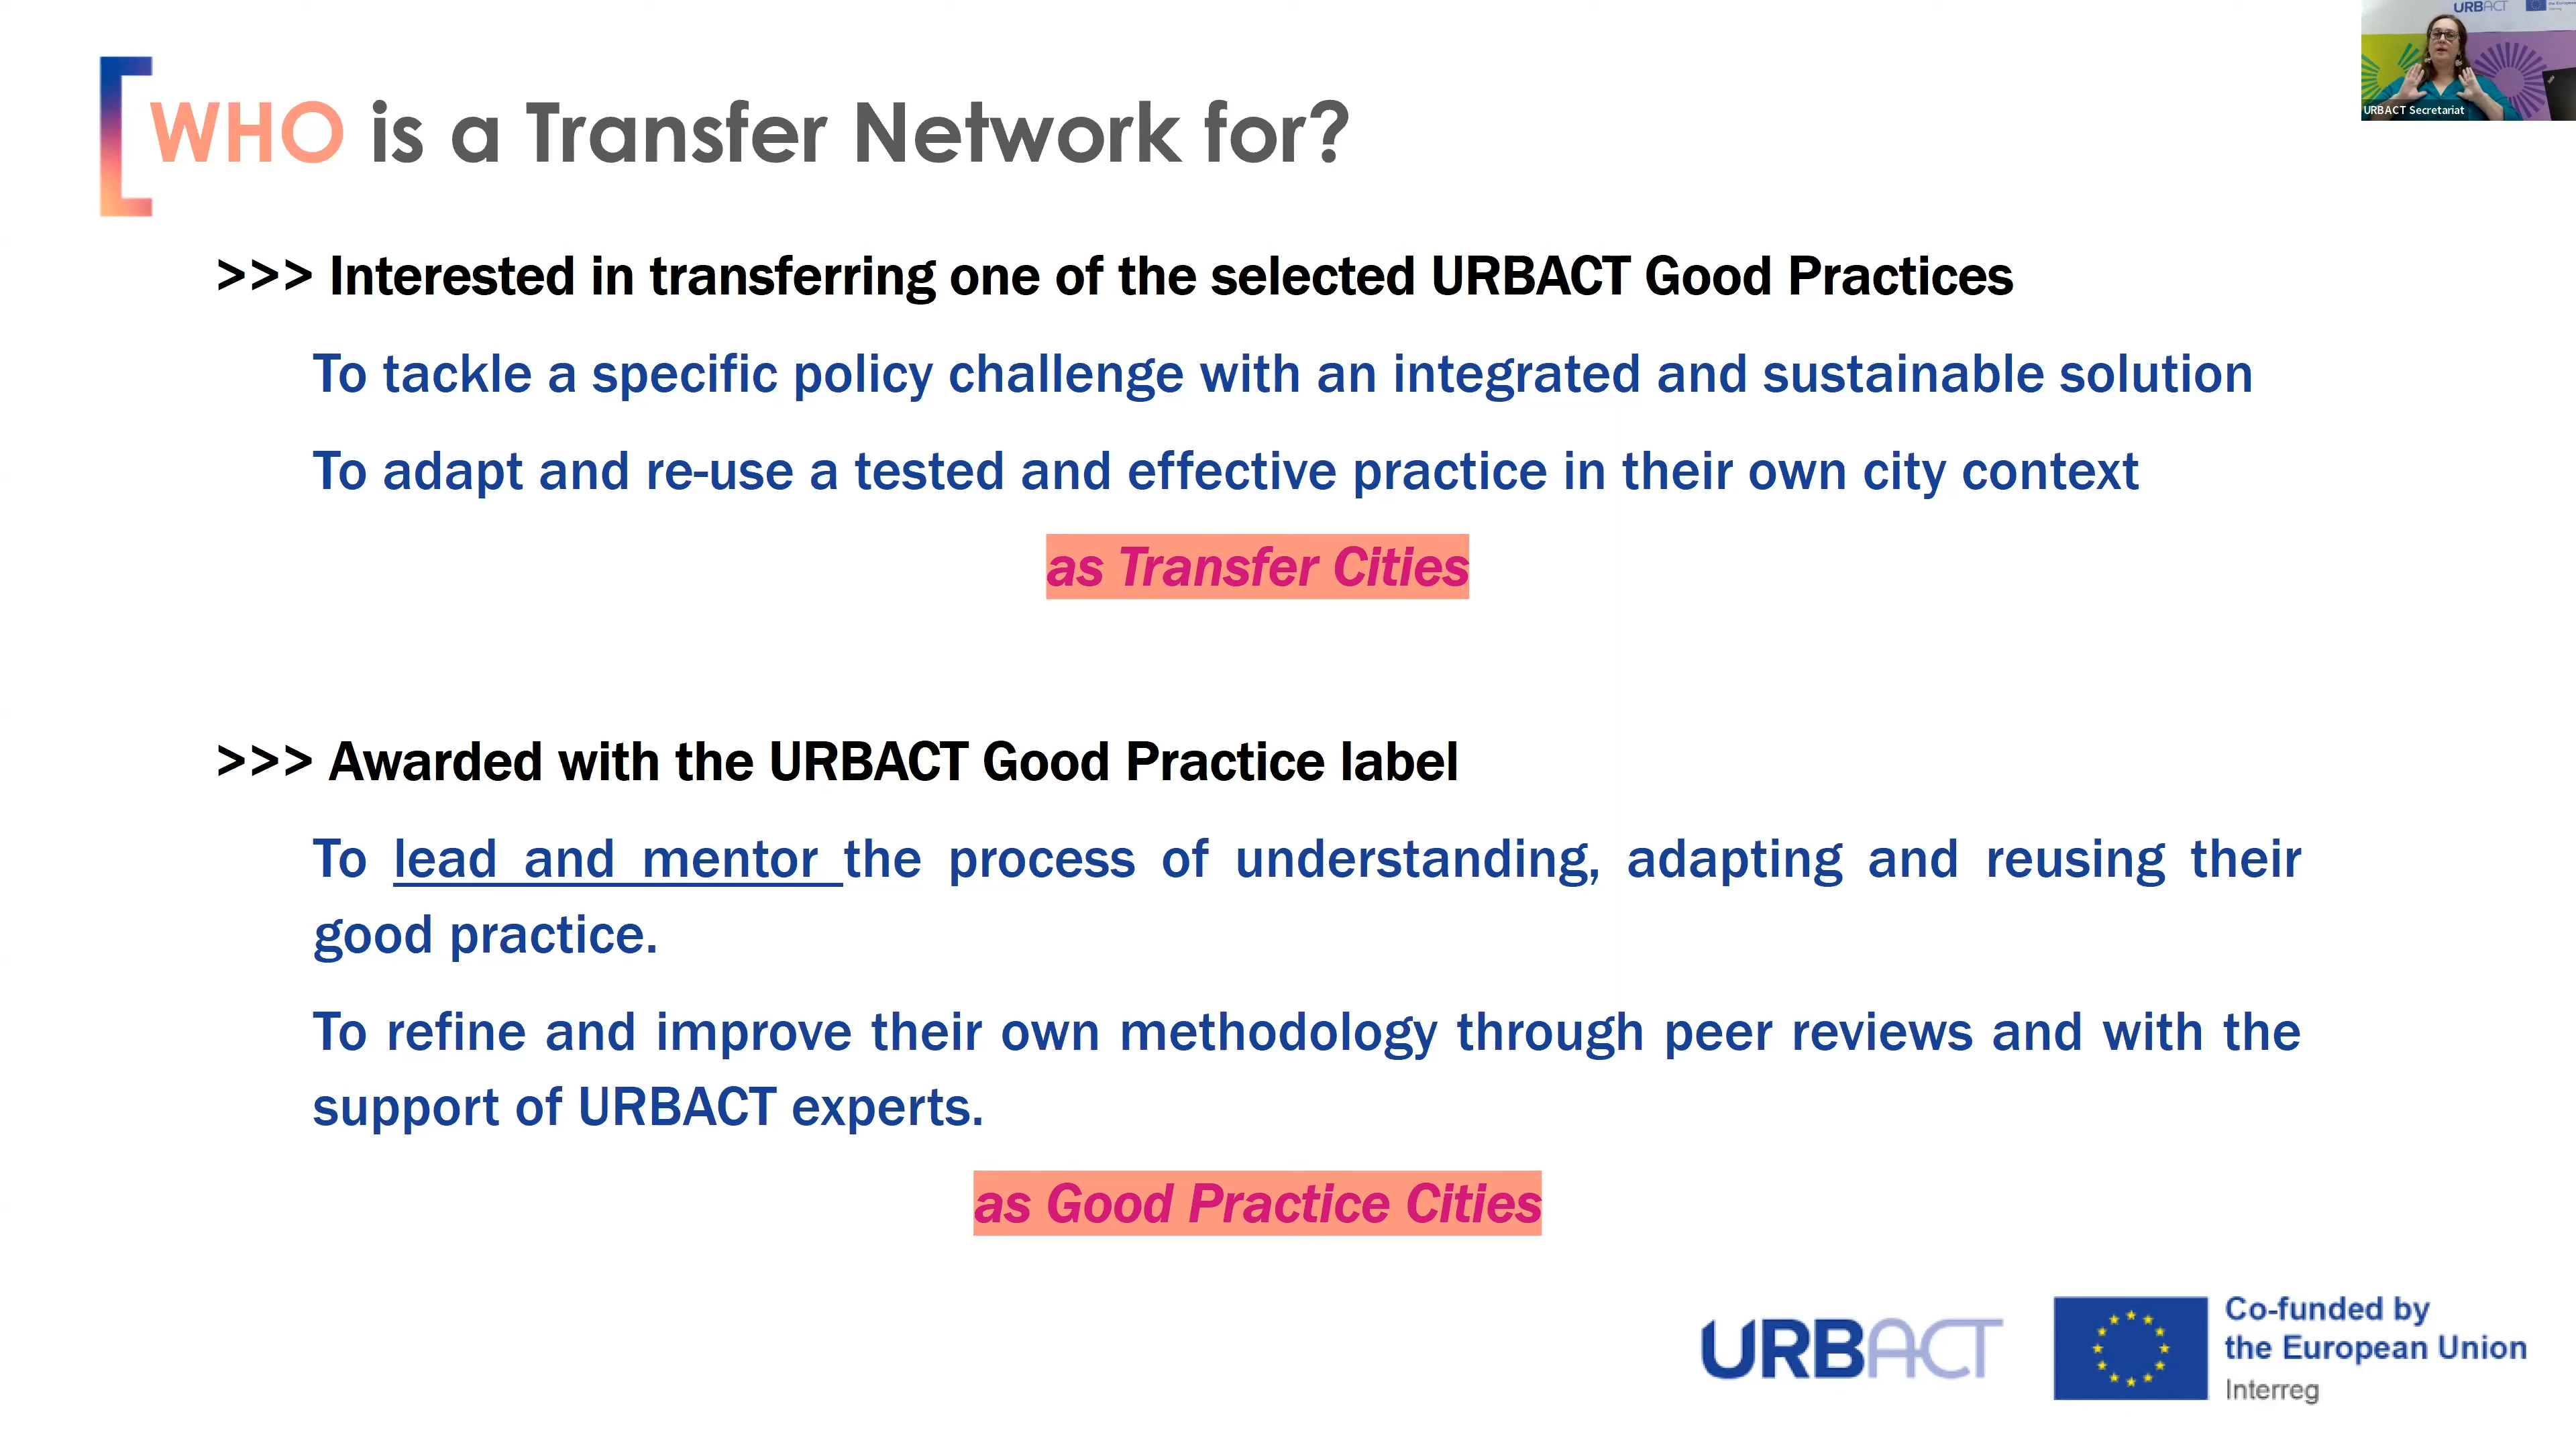 URBACT
WHO is a Transfer Network for?
URBACT Secretariat
>>> Interested in transferring one of the selected URBACT Good Practices
To tackle a specific policy challenge with an integrated and sustainable solution
To adapt and re-use a tested and effective practice in their own city context
as Transfer Cities
>>> Awarded with the URBACT Good Practice label
To lead and mentor the process of understanding, adapting and reusing their
good practice.
To refine and improve their own methodology through peer reviews and with the
support of URBACT experts.
as Good Practice Cities
URBACT
Co-funded by
the European Union
Interreg